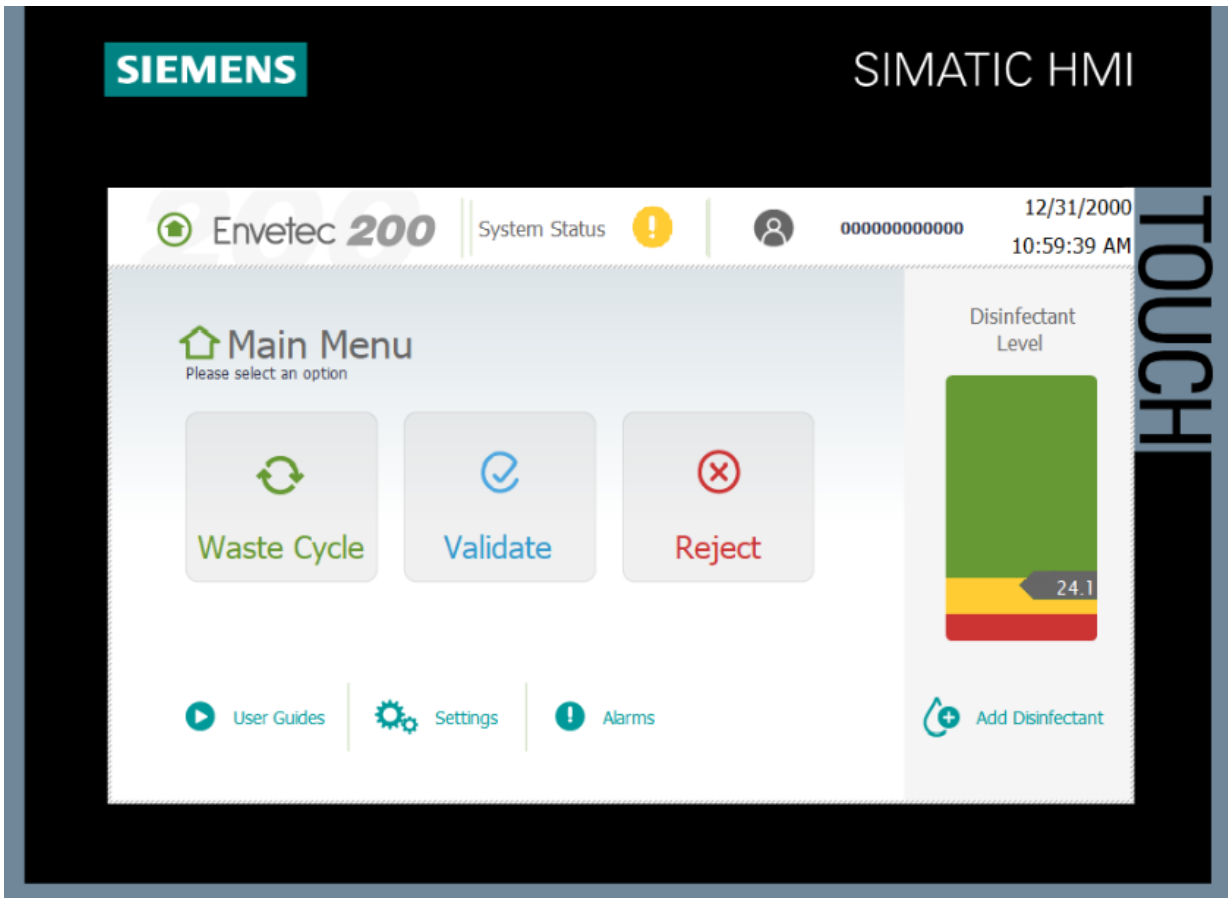 SIEMENS
SIMATIC HMI
TOUCH
200
Envetec 200
System Status
000000000000
12/31/2000
10:59:39 AM
Main Menu
Please select an option
Waste Cycle
Validate
Reject
Disinfectant
Level
24.1
User Guides
Settings
Alarms
Add Disinfectant